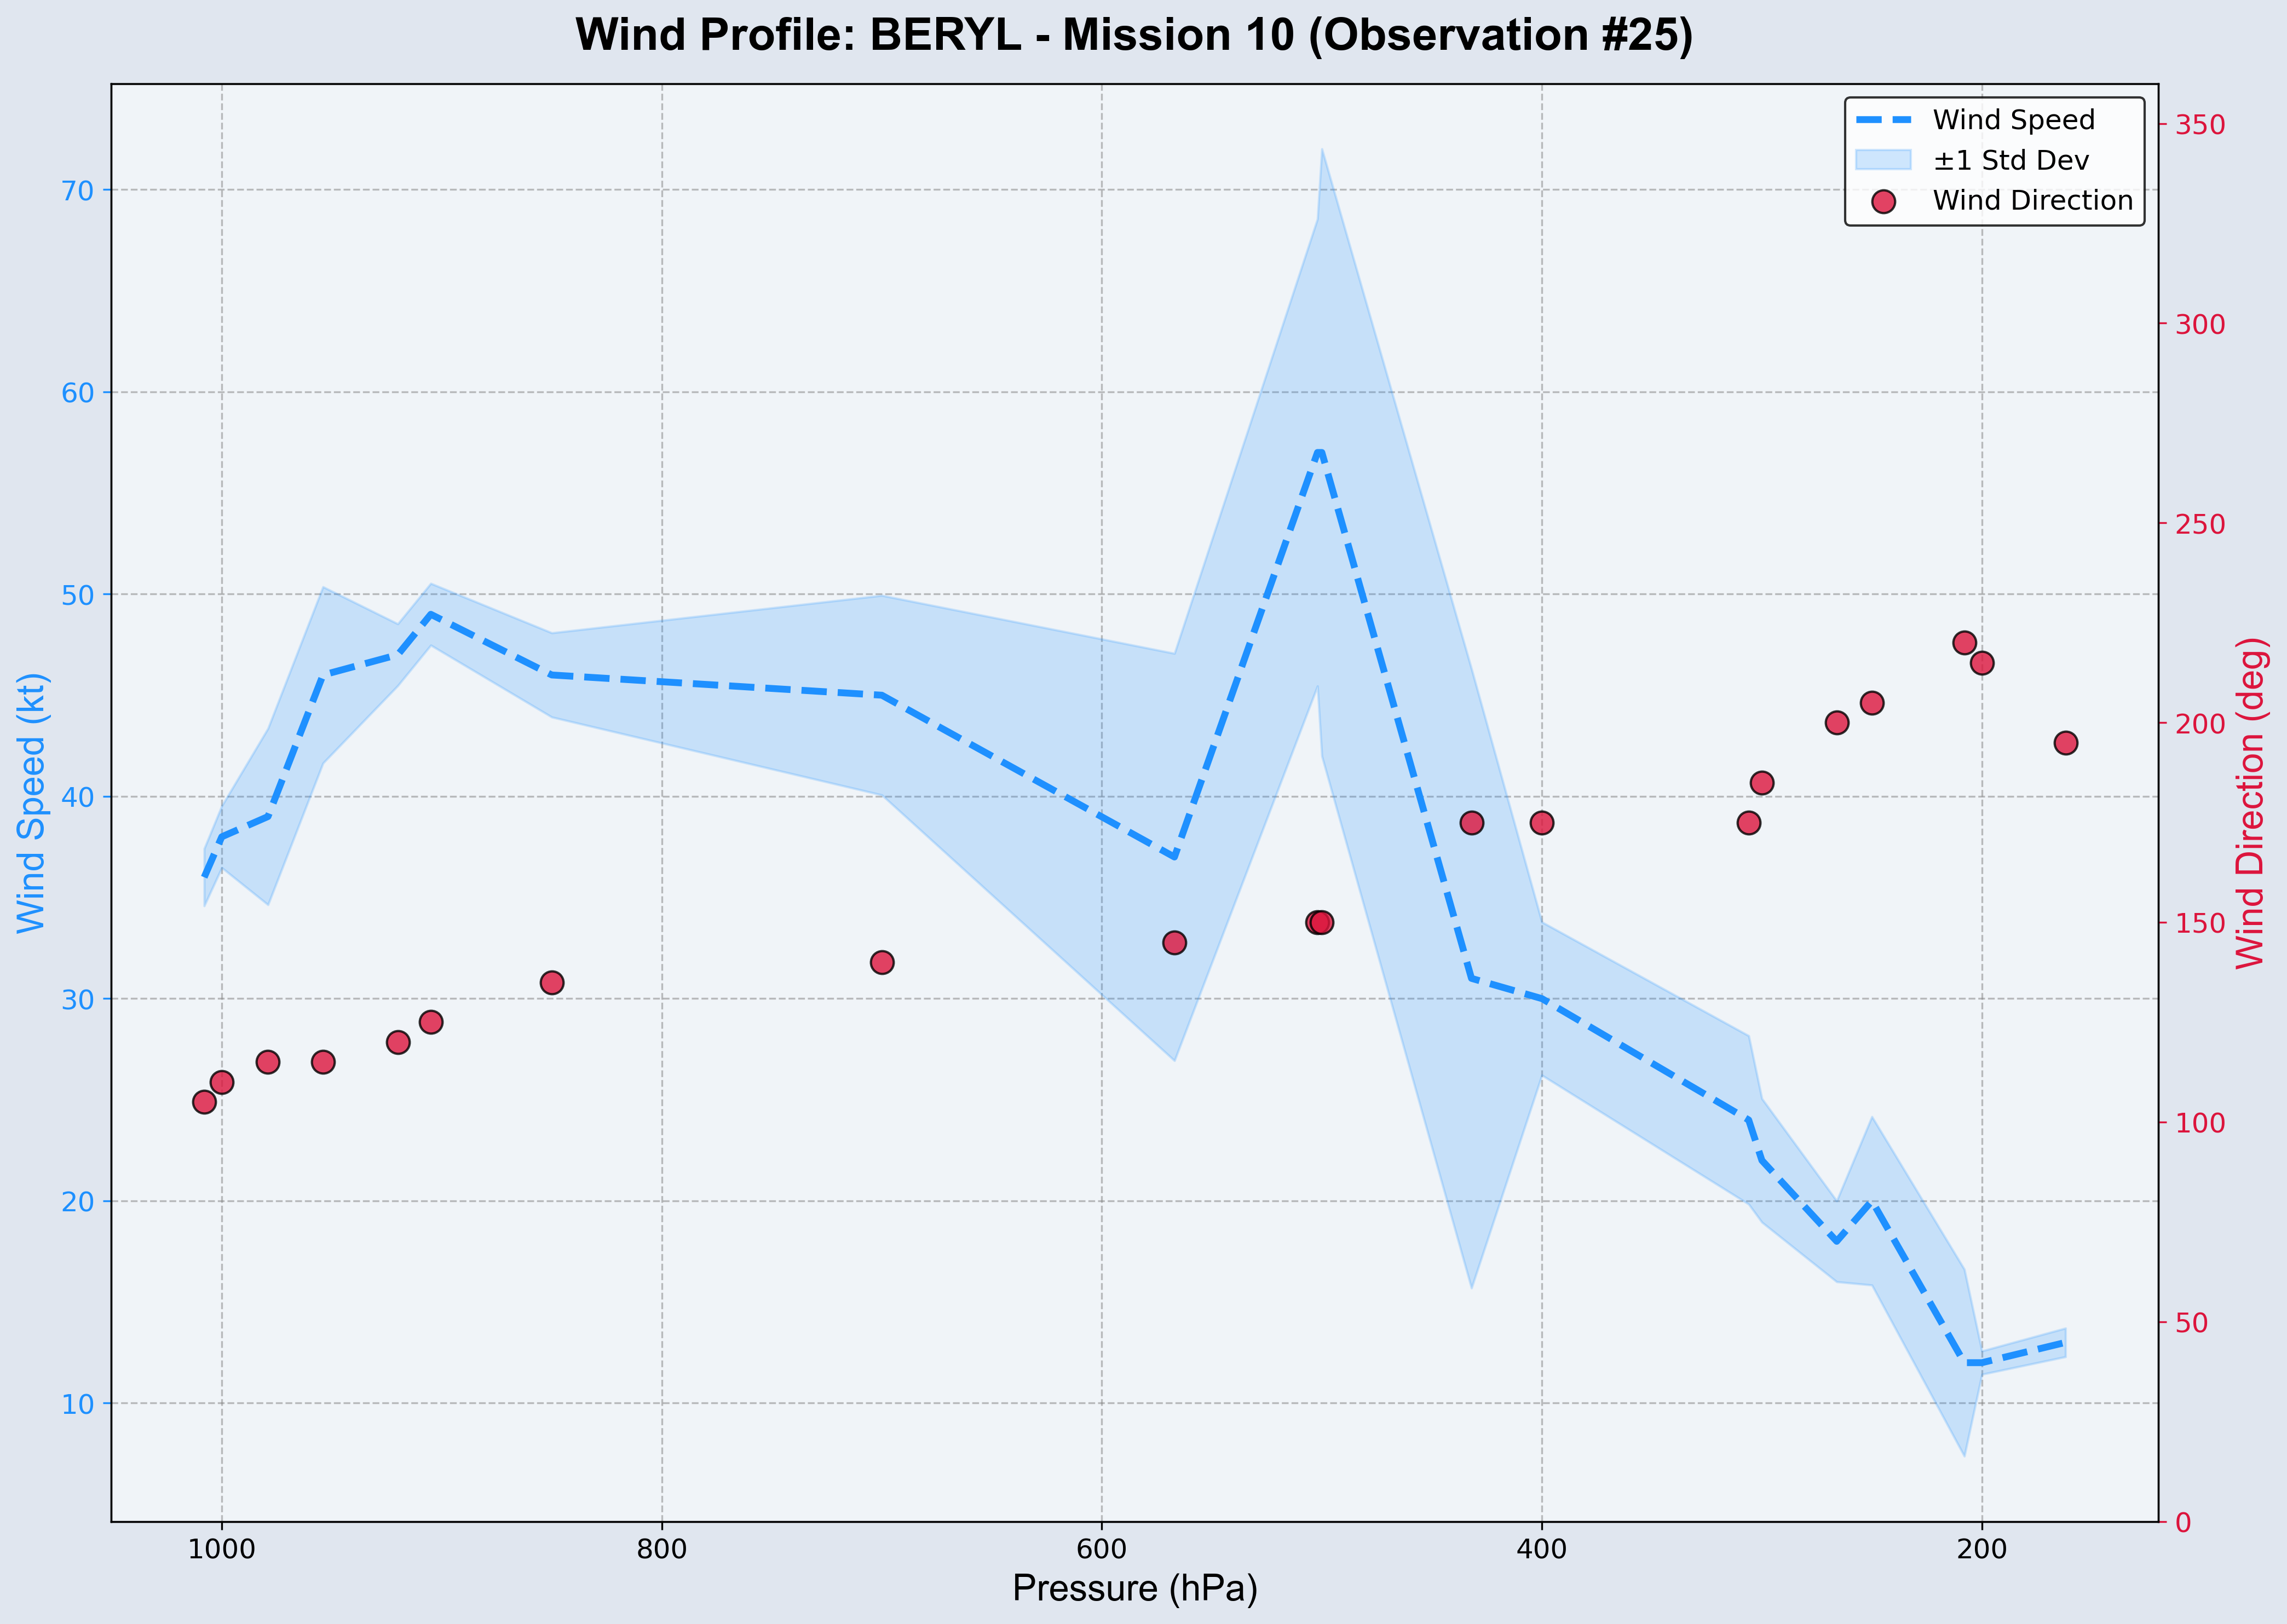 Wind Profile: BERYL - Mission 10 (Observation #25)
Wind Speed
±1 Std Dev
Wind Direction
Wind Speed (kt)
70
60
50
40
30
20
10
350
300
250
200
150
100
50
0
Wind Direction (deg)
1000 800 600 400 200
Pressure (hPa)